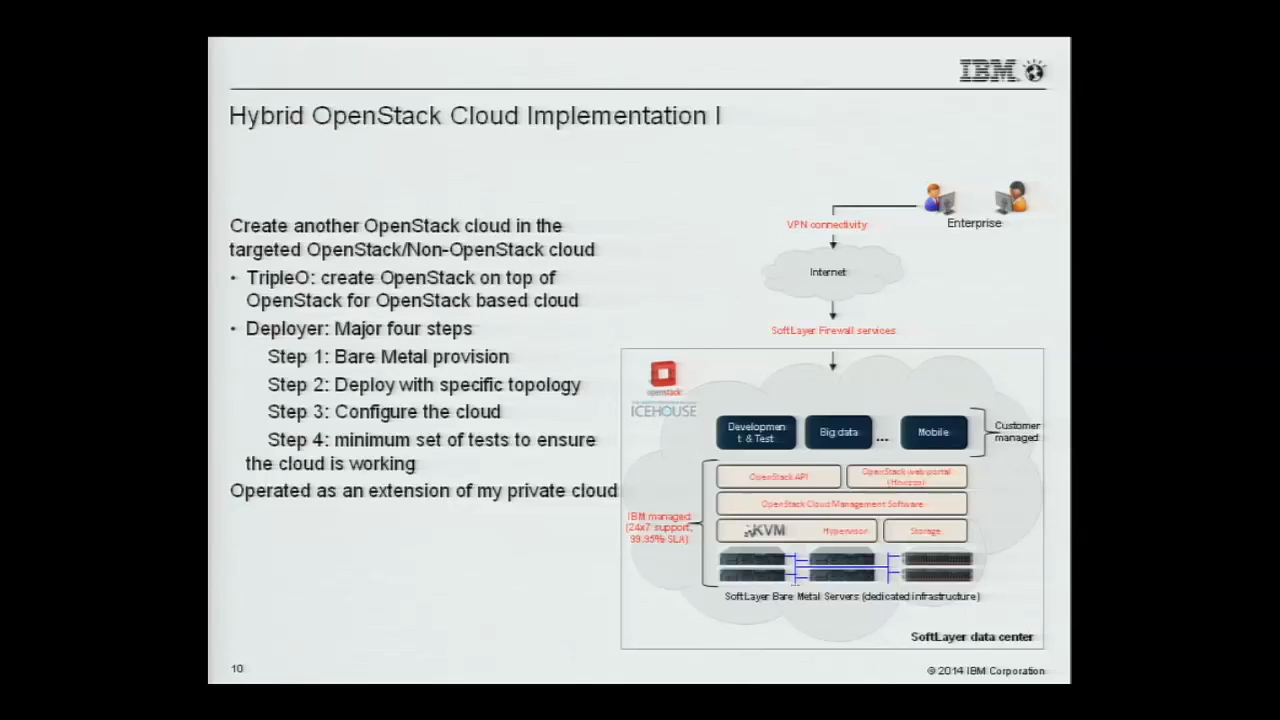 IBM
Hybrid OpenStack Cloud Implementation I
Create another OpenStack cloud in the
targeted OpenStack/Non-OpenStack cloud
• TripleO: create OpenStack on top of
OpenStack for OpenStack based cloud
• Deployer: Major four steps
Step 1: Bare Metal provision
Step 2: Deploy with specific topology
Step 3: Configure the cloud
Step 4: minimum set of tests to ensure
the cloud is working
Operated as an extension of my private cloud
Enterprise
VPN connectivity
Internet
SoftLayer Firewall services
openstack
ICEHOUSE
Developmen
t & Test
Big data
...
Mobile
Customer
managed
OpenStack API
OpenStack web portal
(Horizon)
OpenStack Cloud Management Software
IBM managed
(24x7 support,
99.95% SLA)
KVM
Hypervisor
Storage
SoftLayer Bare Metal Servers (dedicated infrastructure)
SoftLayer data center
10
© 2014 IBM Corporation